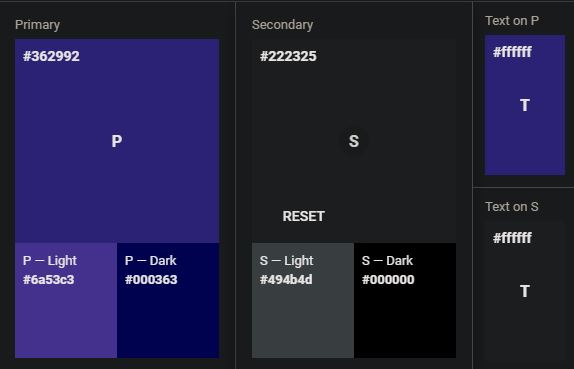 Primary
#362992
P
P — Light
#6a53c3
P — Dark
#000363
Secondary
#222325
S
RESET
S — Light
#494b4d
S — Dark
#000000
Text on P
#ffffff
T
Text on S
#ffffff
T